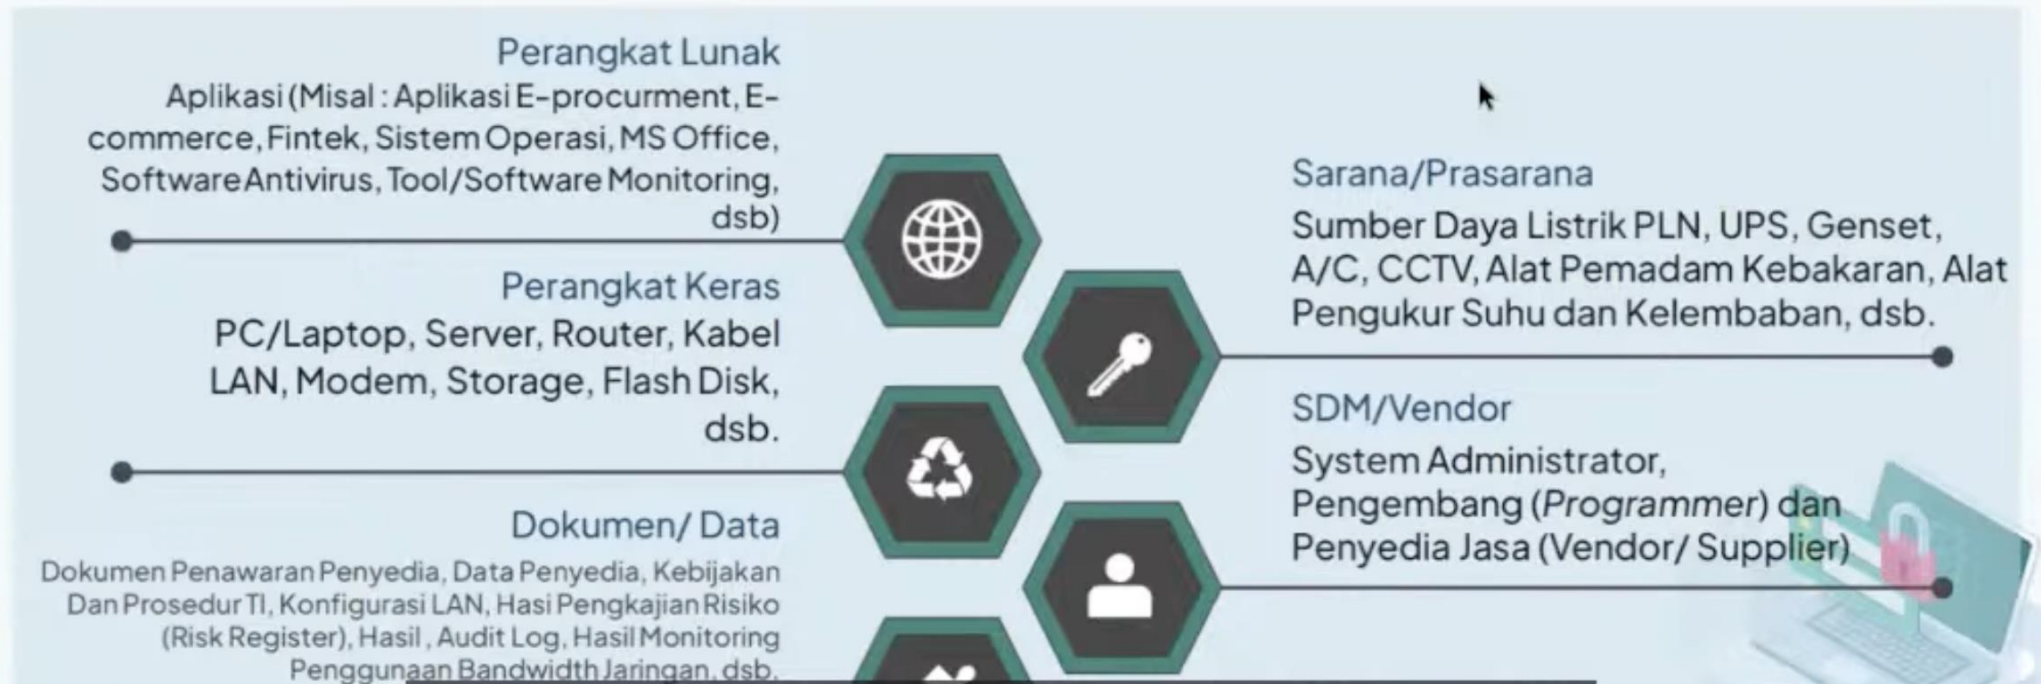 Perangkat Lunak
Aplikasi (Misal : Aplikasi E-procurment, E-
commerce, Fintek, Sistem Operasi, MS Office,
Software Antivirus, Tool/Software Monitoring,
dsb)
Perangkat Keras
PC/Laptop, Server, Router, Kabel
LAN, Modem, Storage, Flash Disk,
dsb.
Dokumen/ Data
Dokumen Penawaran Penyedia, Data Penyedia, Kebijakan
Dan Prosedur TI, Konfigurasi LAN, Hasi Pengkajian Risiko
(Risk Register), Hasil , Audit Log, Hasil Monitoring
Penggunaan Bandwidth Jaringan, dsb.
Sarana/Prasarana
Sumber Daya Listrik PLN, UPS, Genset,
A/C, CCTV, Alat Pemadam Kebakaran, Alat
Pengukur Suhu dan Kelembaban, dsb.
SDM/Vendor
System Administrator,
Pengembang (Programmer) dan
Penyedia Jasa (Vendor/ Supplier)